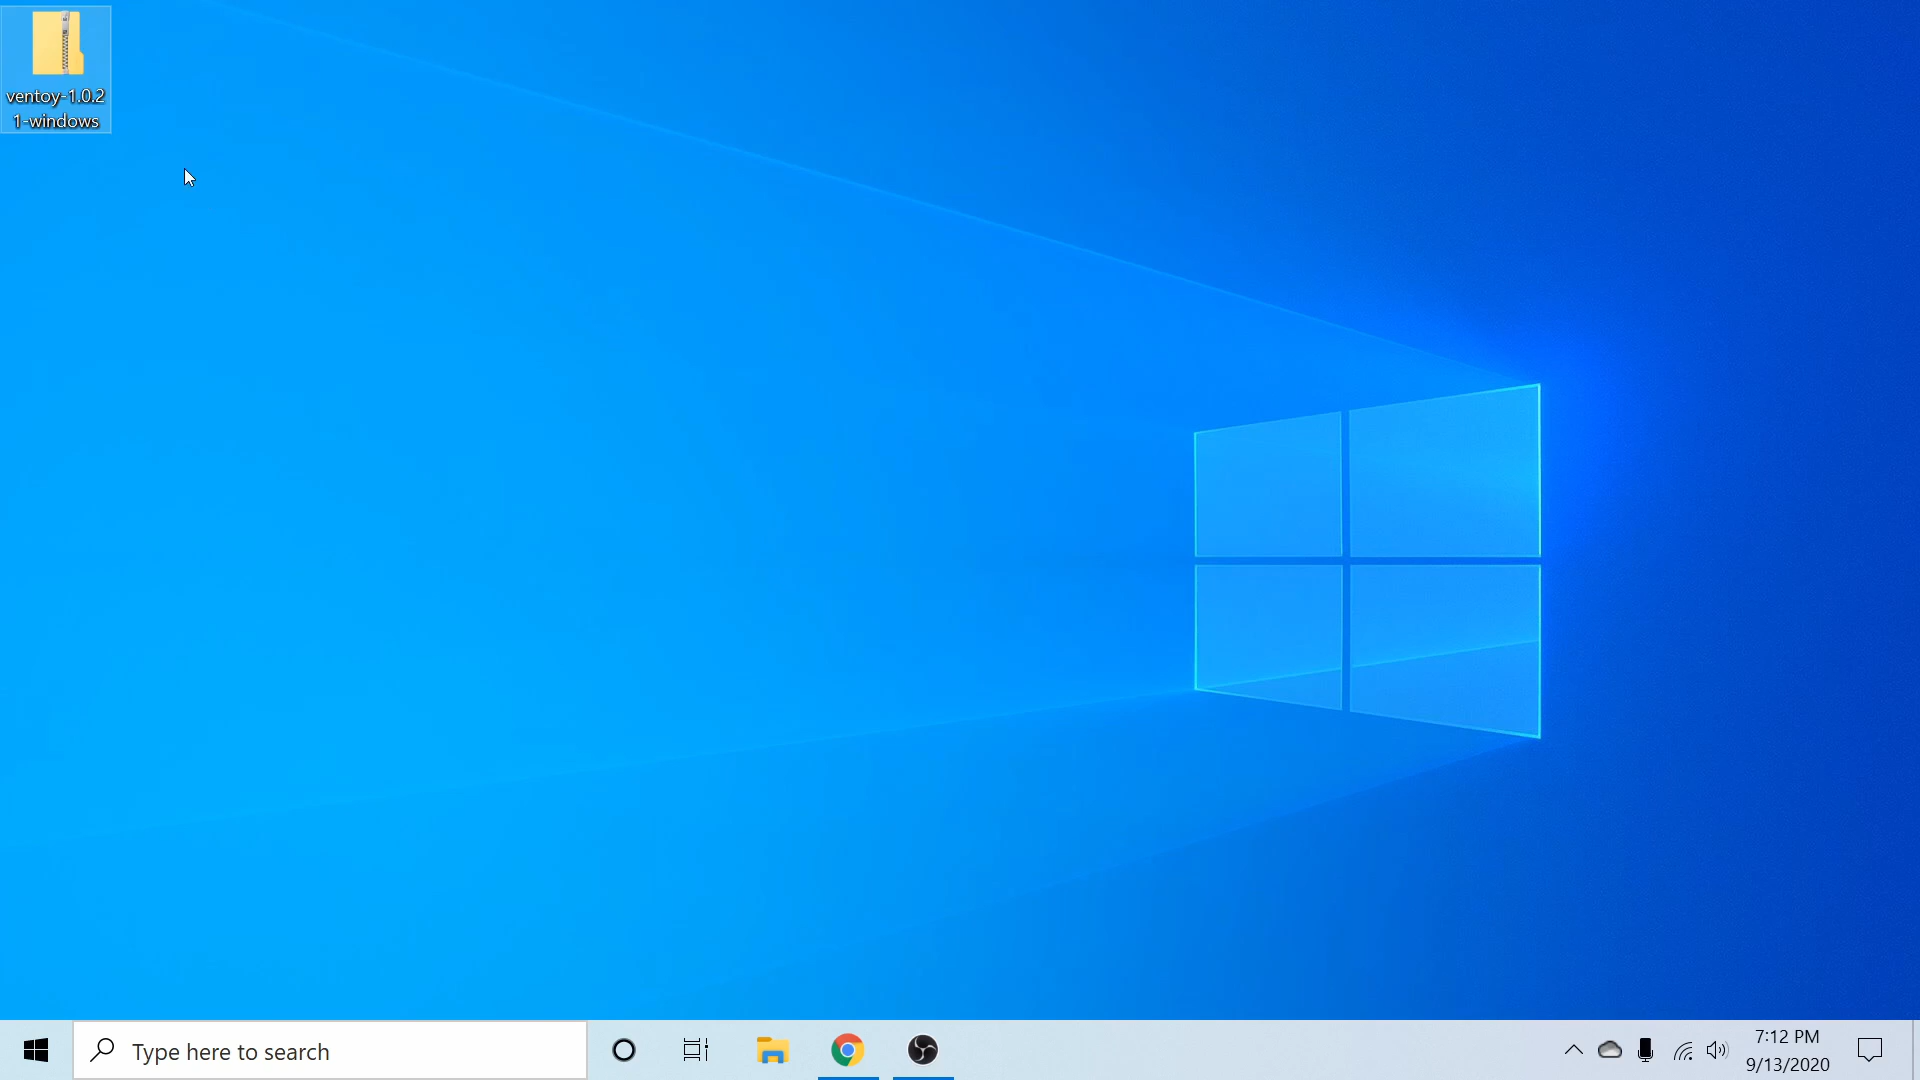 ventoy-1.0.2
1-windows
Type here to search
7:12 PM
9/13/2020